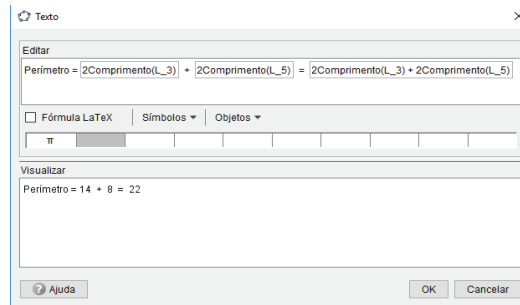 Texto
Editar
Perímetro = 2Comprimento(L_3) + 2Comprimento(L_5) = 2Comprimento(L_3) + 2Comprimento(L_5)
Fórmula LaTeX Símbolos Objetos
π
Visualizar
Perímetro = 14 + 8 = 22
Ajuda OK Cancelar